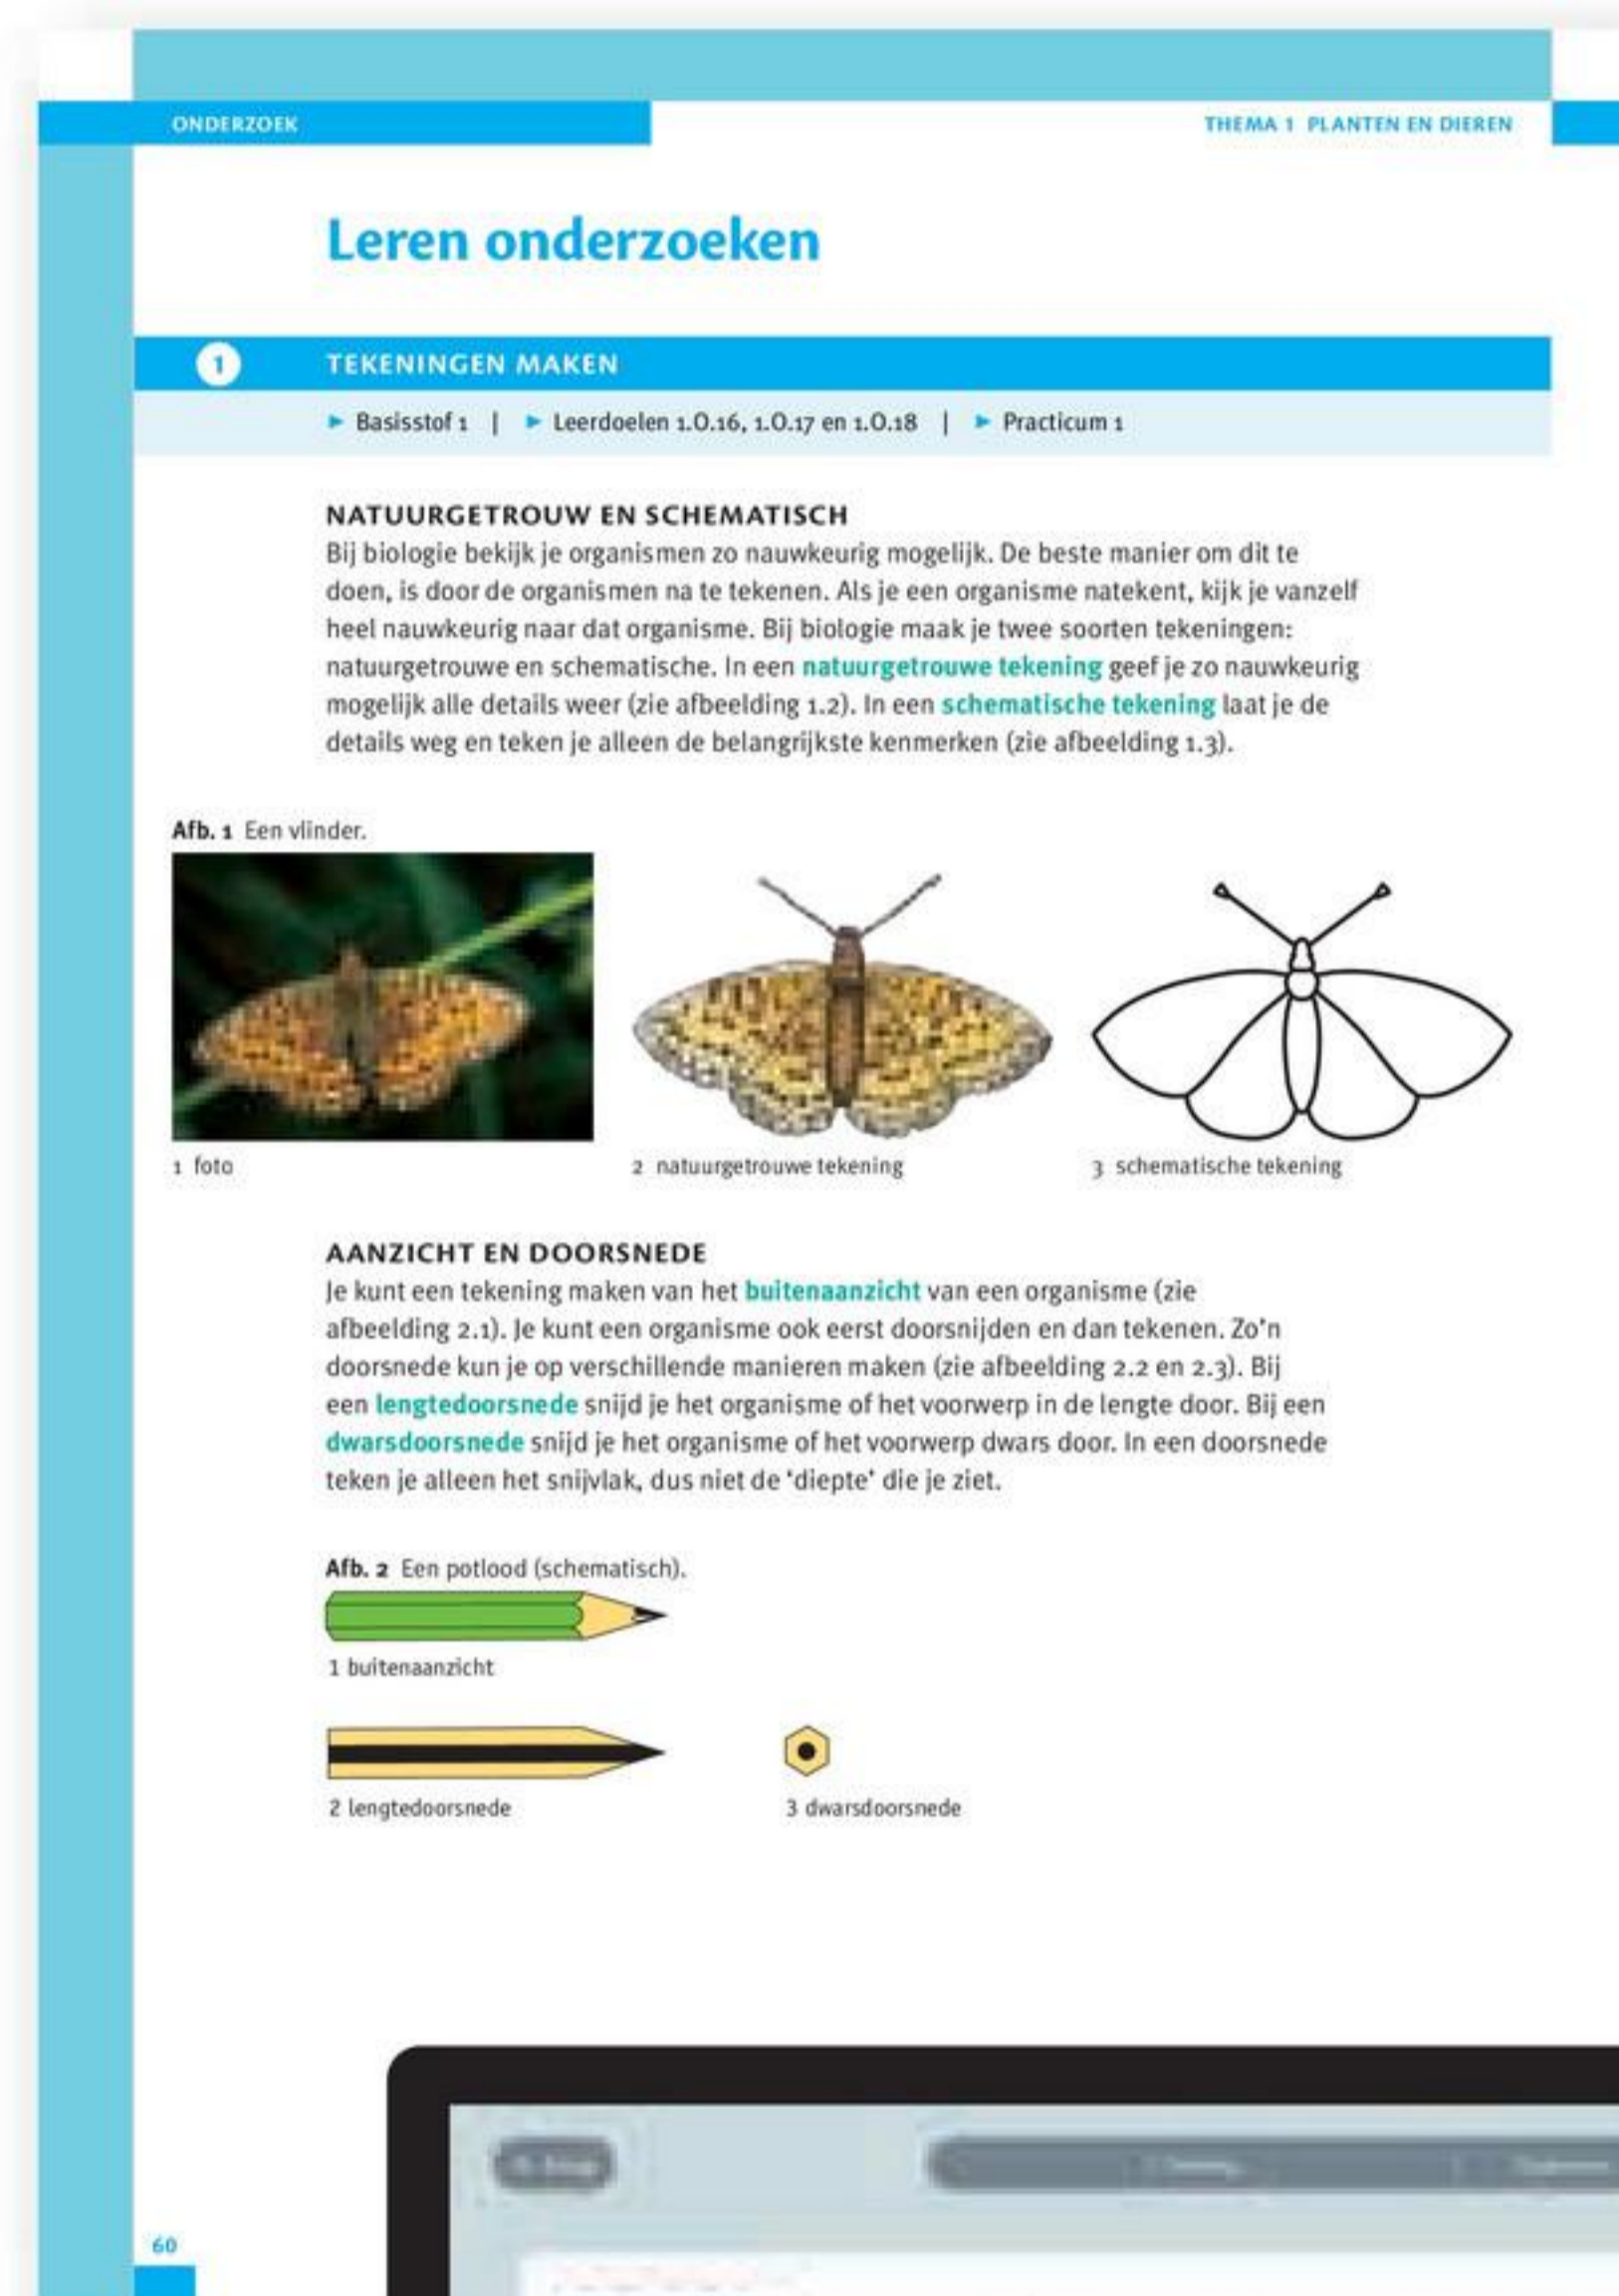 ONDERZOEK
THEMA 1 PLANTEN EN DIEREN
Leren onderzoeken
1 TEKENINGEN MAKEN
► Basisstof 1 | ► Leerdoelen 1.O.16, 1.O.17 en 1.O.18 | ► Practicum 1
NATUURGETROUW EN SCHEMATISCH
Bij biologie bekijk je organismen zo nauwkeurig mogelijk. De beste manier om dit te
doen, is door de organismen na te tekenen. Als je een organisme natekent, kijk je vanzelf
heel nauwkeurig naar dat organisme. Bij biologie maak je twee soorten tekeningen:
natuurgetrouwe en schematische. In een natuurgetrouwe tekening geef je zo nauwkeurig
mogelijk alle details weer (zie afbeelding 1.2). In een schematische tekening laat je de
details weg en teken je alleen de belangrijkste kenmerken (zie afbeelding 1.3).
Afb. 1 Een vlinder.
1 foto
2 natuurgetrouwe tekening
3 schematische tekening
AANZICHT EN DOORSNEDE
Je kunt een tekening maken van het buitenaanzicht van een organisme (zie
afbeelding 2.1). Je kunt een organisme ook eerst doorsnijden en dan tekenen. Zo'n
doorsnede kun je op verschillende manieren maken (zie afbeelding 2.2 en 2.3). Bij
een lengtedoorsnede snijd je het organisme of het voorwerp in de lengte door. Bij een
dwarsdoorsnede snijd je het organisme of het voorwerp dwars door. In een doorsnede
teken je alleen het snijvlak, dus niet de 'diepte' die je ziet.
Afb. 2 Een potlood (schematisch).
1 buitenaanzicht
2 lengtedoorsnede
3 dwarsdoorsnede
60